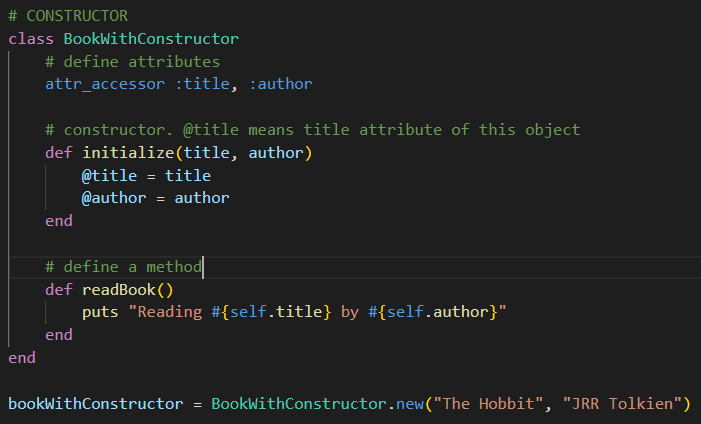 # CONSTRUCTOR
class BookWithConstructor
    # define attributes
    attr_accessor :title, :author

    # constructor. @title means title attribute of this object
    def initialize(title, author)
        @title = title
        @author = author
    end

    # define a method
    def readBook()
        puts "Reading #{self.title} by #{self.author}"
    end
end

bookWithConstructor = BookWithConstructor.new("The Hobbit", "JRR Tolkien")